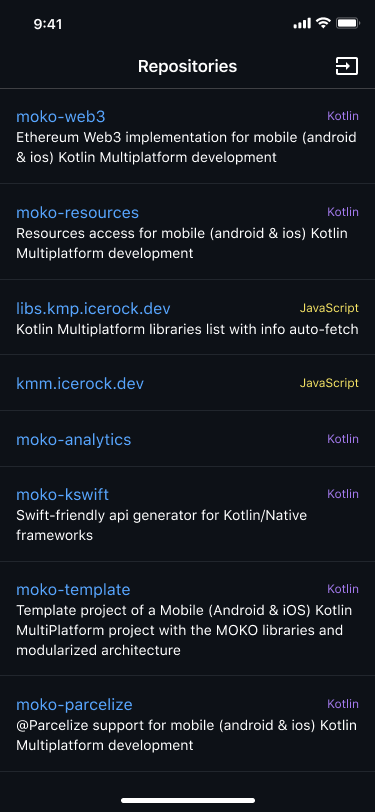 9:41
Repositories
moko-web3 Kotlin
Ethereum Web3 implementation for mobile (android
& ios) Kotlin Multiplatform development
moko-resources Kotlin
Resources access for mobile (android & ios) Kotlin
Multiplatform development
libs.kmp.icerock.dev JavaScript
Kotlin Multiplatform libraries list with info auto-fetch
kmm.icerock.dev JavaScript
moko-analytics Kotlin
moko-kswift Kotlin
Swift-friendly api generator for Kotlin/Native
frameworks
moko-template Kotlin
Template project of a Mobile (Android & iOS) Kotlin
MultiPlatform project with the MOKO libraries and
modularized architecture
moko-parcelize Kotlin
@Parcelize support for mobile (android & ios) Kotlin
Multiplatform development